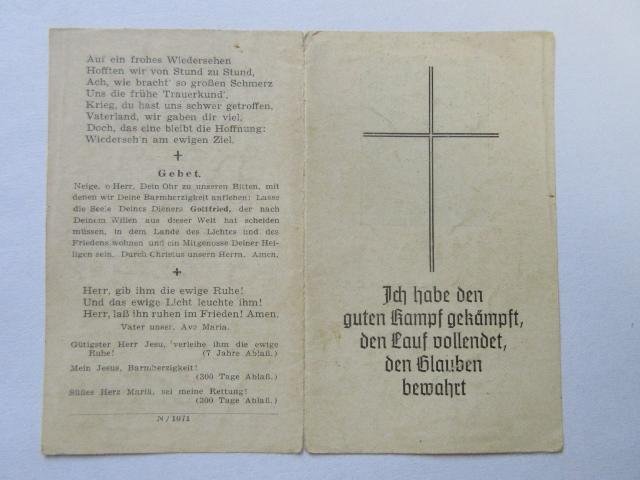 Auf ein frohes Wiedersehen
Hofften wir von Stund zu Stund,
Ach, wie bracht' so großen Schmerz
Uns die frühe Trauerkund'.
Krieg, du hast uns schwer getroffen,
Vaterland, wir gaben dir viel,
Doch, das eine bleibt die Hoffnung:
Wiederseh'n am ewigen Ziel.
Gebet.
Neige, o Herr, Dein Ohr zu unseren Bitten, mit
denen wir Deine Barmherzigkeit anflehen: Lasse
die Seele Deines Dieners Gottfried, der nach
Deinem Willen aus dieser Welt hat scheiden
müssen, in dem Lande des Lichtes und des
Friedens wohnen und ein Mitgenosse Deiner Hei-
ligen sein. Durch Christus unsern Herrn. Amen.
Herr, gib ihm die ewige Ruhe!
Und das ewige Licht leuchte ihm!
Herr, laß ihn ruhen im Frieden! Amen.
Vater unser. Ave Maria.
Gütigster Herr Jesu, verleihe ihm die ewige
Ruhe! (7 Jahre Ablaß.)
Mein Jesus, Barmherzigkeit!
(300 Tage Ablaß.)
Süßes Herz Mariä, sei meine Rettung!
(300 Tage Ablaß.)
N/1071
Ich habe den
guten Kampf gekämpft,
den Lauf vollendet,
den Glauben
bewahrt